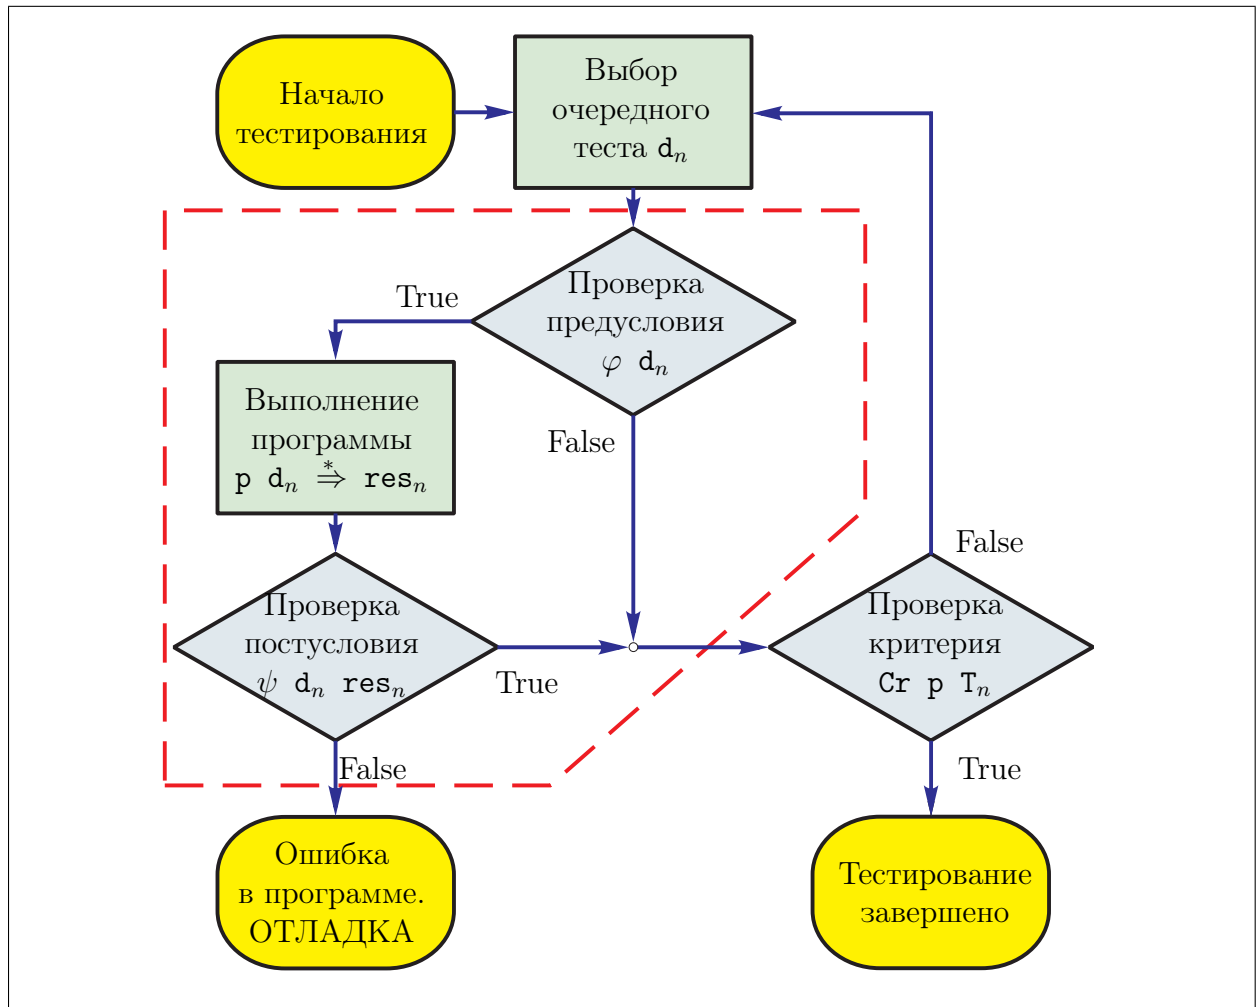 Начало
тестирования
Выбор
очередного
теста dₙ
Проверка
предусловия
φ dₙ
True
False
Выполнение
программы
p dₙ ⇒* resₙ
Проверка
постусловия
ψ dₙ resₙ
True
False
Проверка
критерия
Cr p Tₙ
False
True
Ошибка
в программе.
ОТЛАДКА
Тестирование
завершено